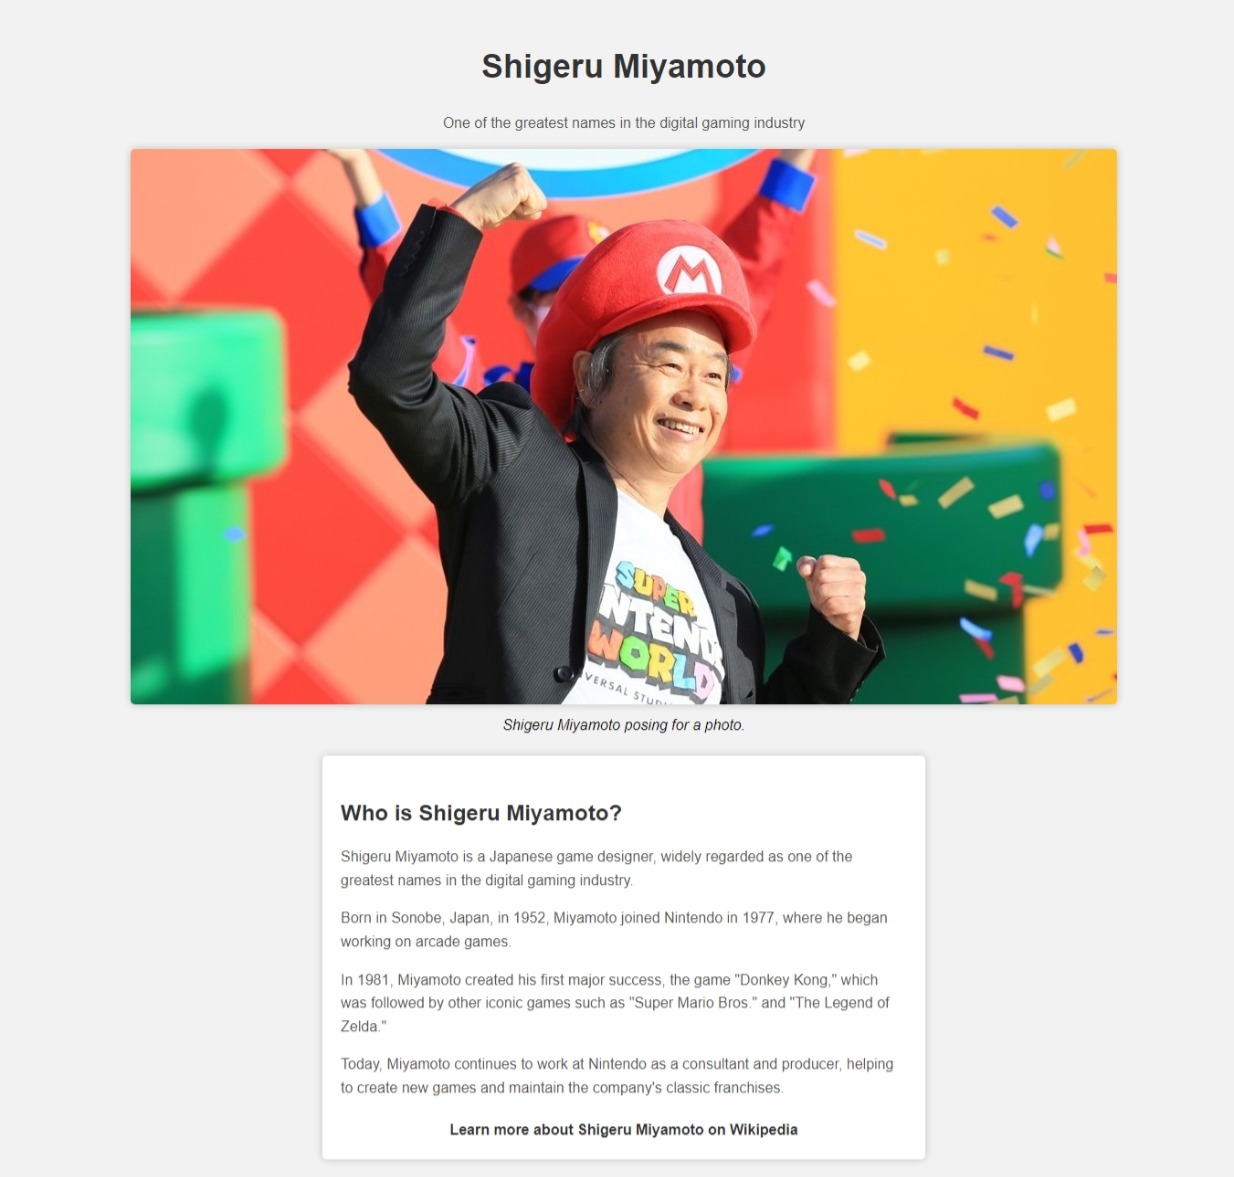 Shigeru Miyamoto
One of the greatest names in the digital gaming industry
M
SUPER
WORLD
Shigeru Miyamoto posing for a photo.
Who is Shigeru Miyamoto?
Shigeru Miyamoto is a Japanese game designer, widely regarded as one of the
greatest names in the digital gaming industry.
Born in Sonobe, Japan, in 1952, Miyamoto joined Nintendo in 1977, where he began
working on arcade games.
In 1981, Miyamoto created his first major success, the game "Donkey Kong," which
was followed by other iconic games such as "Super Mario Bros." and "The Legend of
Zelda."
Today, Miyamoto continues to work at Nintendo as a consultant and producer, helping
to create new games and maintain the company's classic franchises.
Learn more about Shigeru Miyamoto on Wikipedia